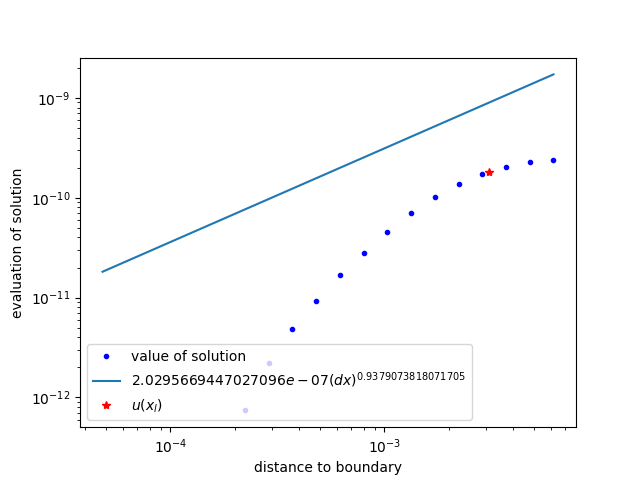 10⁻⁹
10⁻¹⁰
10⁻¹¹
10⁻¹²
evaluation of solution
value of solution
2.0295669447027096e − 07(dx)^0.9379073818071705
u(x_l)
10⁻⁴
10⁻³
distance to boundary